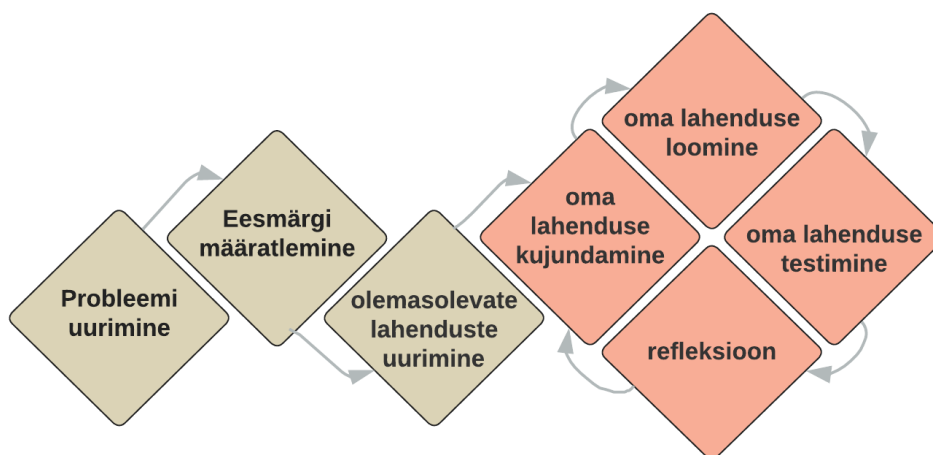 Probleemi
uurimine
Eesmärgi
määratlemine
olemasolevate
lahenduste
uurimine
oma
lahenduse
kujundamine
oma lahenduse
loomine
oma lahenduse
testimine
refleksioon